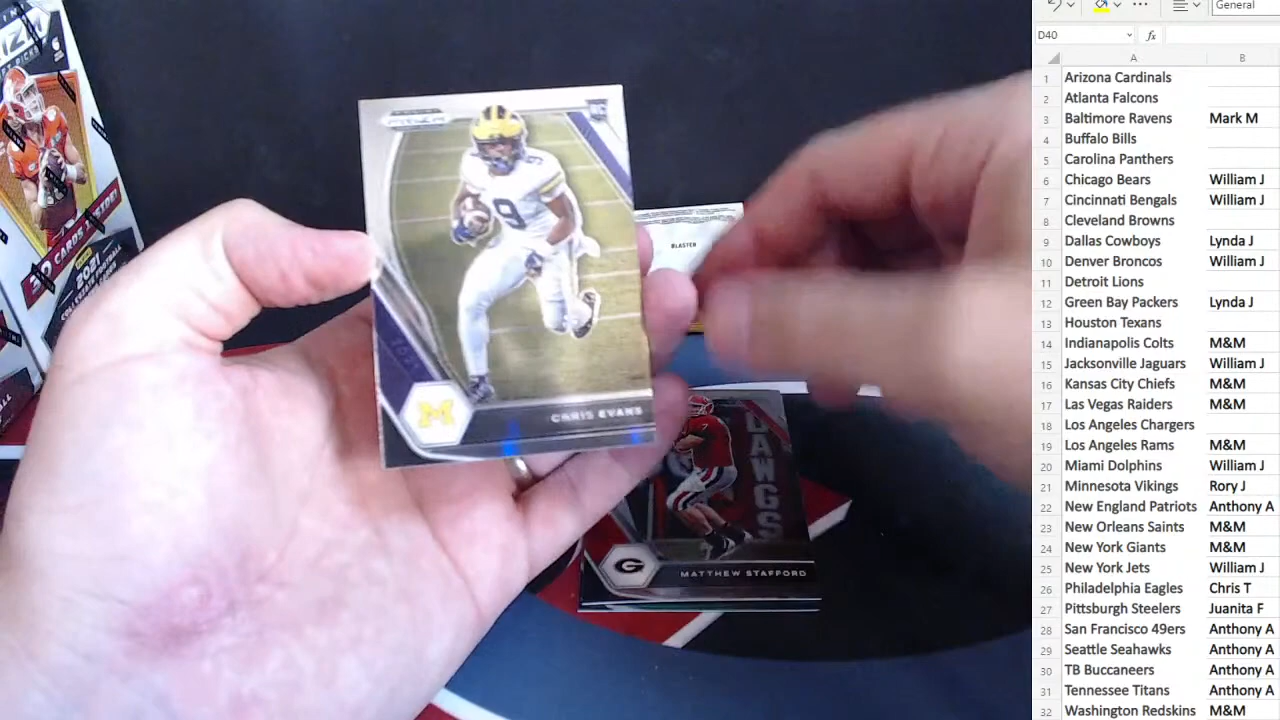 General
D40
fx
A
B
1 Arizona Cardinals
2 Atlanta Falcons
3 Baltimore Ravens Mark M
4 Buffalo Bills
5 Carolina Panthers
6 Chicago Bears William J
7 Cincinnati Bengals William J
8 Cleveland Browns
9 Dallas Cowboys Lynda J
10 Denver Broncos William J
11 Detroit Lions
12 Green Bay Packers Lynda J
13 Houston Texans
14 Indianapolis Colts M&M
15 Jacksonville Jaguars William J
16 Kansas City Chiefs M&M
17 Las Vegas Raiders M&M
18 Los Angeles Chargers
19 Los Angeles Rams M&M
20 Miami Dolphins William J
21 Minnesota Vikings Rory J
22 New England Patriots Anthony A
23 New Orleans Saints M&M
24 New York Giants M&M
25 New York Jets William J
26 Philadelphia Eagles Chris T
27 Pittsburgh Steelers Juanita F
28 San Francisco 49ers Anthony A
29 Seattle Seahawks Anthony A
30 TB Buccaneers Anthony A
31 Tennessee Titans Anthony A
32 Washington Redskins M&M
PRIZM
RC
9
M
CHRIS EVANS
BLASTER
DAWGS
G
MATTHEW STAFFORD
2021